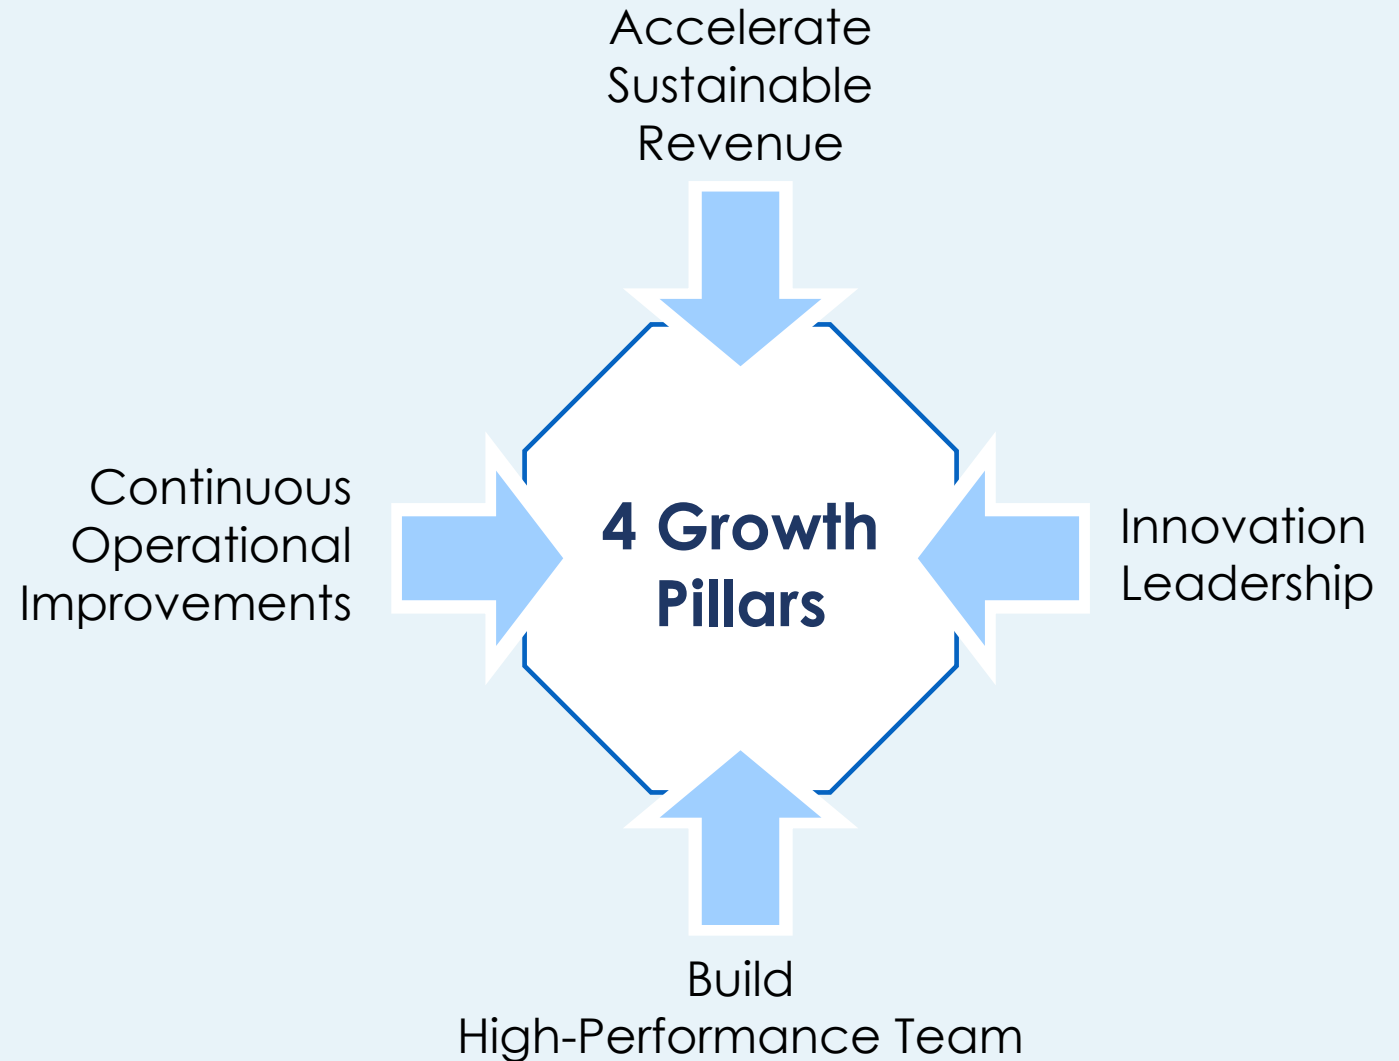 Accelerate
Sustainable
Revenue
Continuous
Operational
Improvements
4 Growth
Pillars
Innovation
Leadership
Build
High-Performance Team